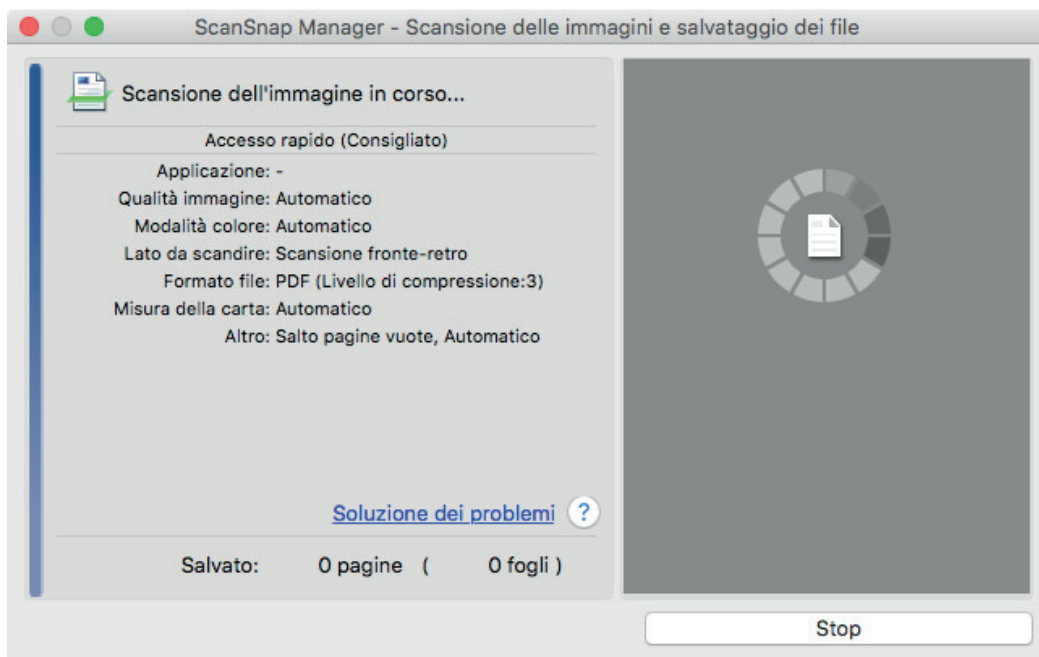 ScanSnap Manager - Scansione delle immagini e salvataggio dei file
Scansione dell'immagine in corso...
Accesso rapido (Consigliato)
Applicazione: -
Qualità immagine: Automatico
Modalità colore: Automatico
Lato da scandire: Scansione fronte-retro
Formato file: PDF (Livello di compressione:3)
Misura della carta: Automatico
Altro: Salto pagine vuote, Automatico
Soluzione dei problemi ?
Salvato: 0 pagine ( 0 fogli )
Stop